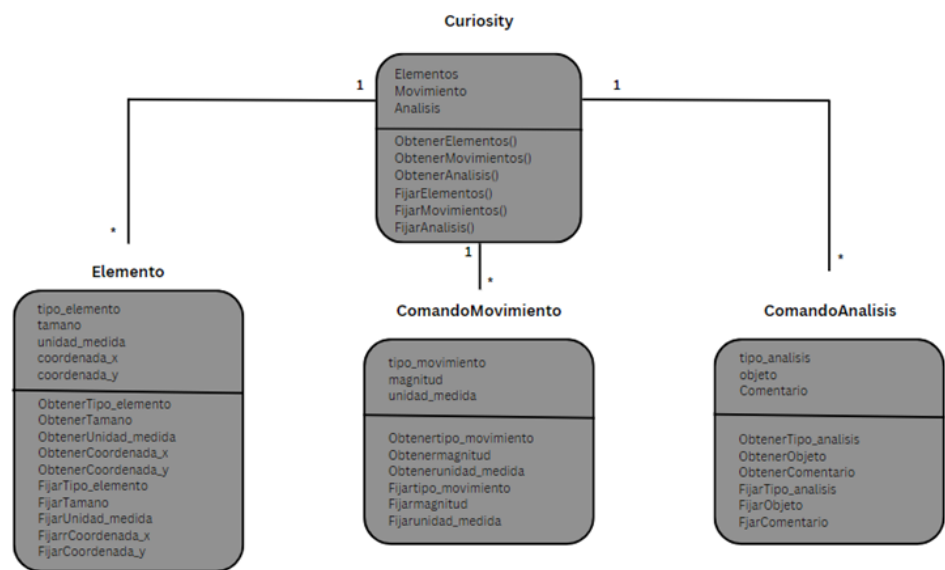 Curiosity
Elementos
Movimiento
Analisis
ObtenerElementos()
ObtenerMovimientos()
ObtenerAnalisis()
FijarElementos()
FijarMovimientos()
FijarAnalisis()
1
1
1
*
*
*
Elemento
tipo_elemento
tamano
unidad_medida
coordenada_x
coordenada_y
ObtenerTipo_elemento
ObtenerTamano
ObtenerUnidad_medida
ObtenerCoordenada_x
ObtenerCoordenada_y
FijarTipo_elemento
FijarTamano
FijarUnidad_medida
FijarrCoordenada_x
FijarCoordenada_y
ComandoMovimiento
tipo_movimiento
magnitud
unidad_medida
Obtenertipo_movimiento
Obtenermagnitud
Obtenerunidad_medida
Fijartipo_movimiento
Fijarmagnitud
Fijarunidad_medida
ComandoAnalisis
tipo_analisis
objeto
Comentario
ObtenerTipo_analisis
ObtenerObjeto
ObtenerComentario
FijarTipo_analisis
FijarObjeto
FjarComentario